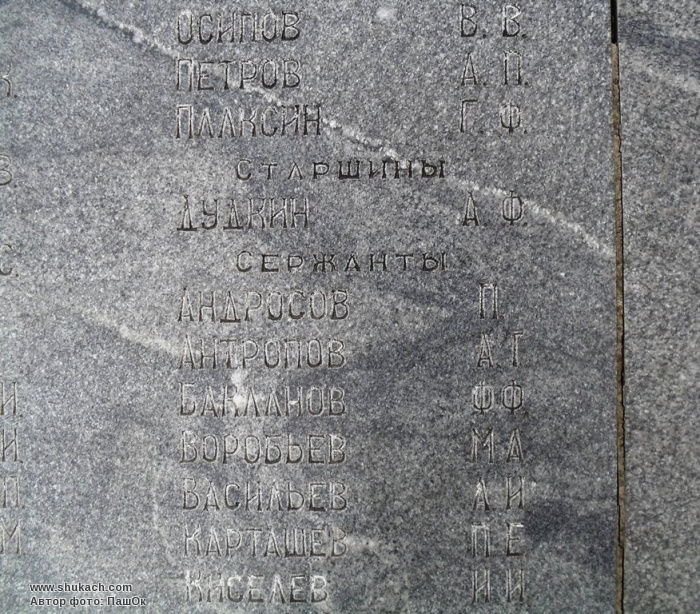 ОСИПОВ В. В.
ПЕТРОВ А. П.
ПЛАКСИН Г. Ф.
СТАРШИНЫ
ДУДКИН А. Ф.
СЕРЖАНТЫ
АНДРОСОВ П.
АНТРОПОВ А. Г.
БАКЛАНОВ Ф Ф.
ВОРОБЬЕВ М А
ВАСИЛЬЕВ А И
КАРТАШЕВ П Е
КИСЕЛЕВ И И
В.
С.
И
И.
П
М
www.shukach.com
Автор фото: ПашОк